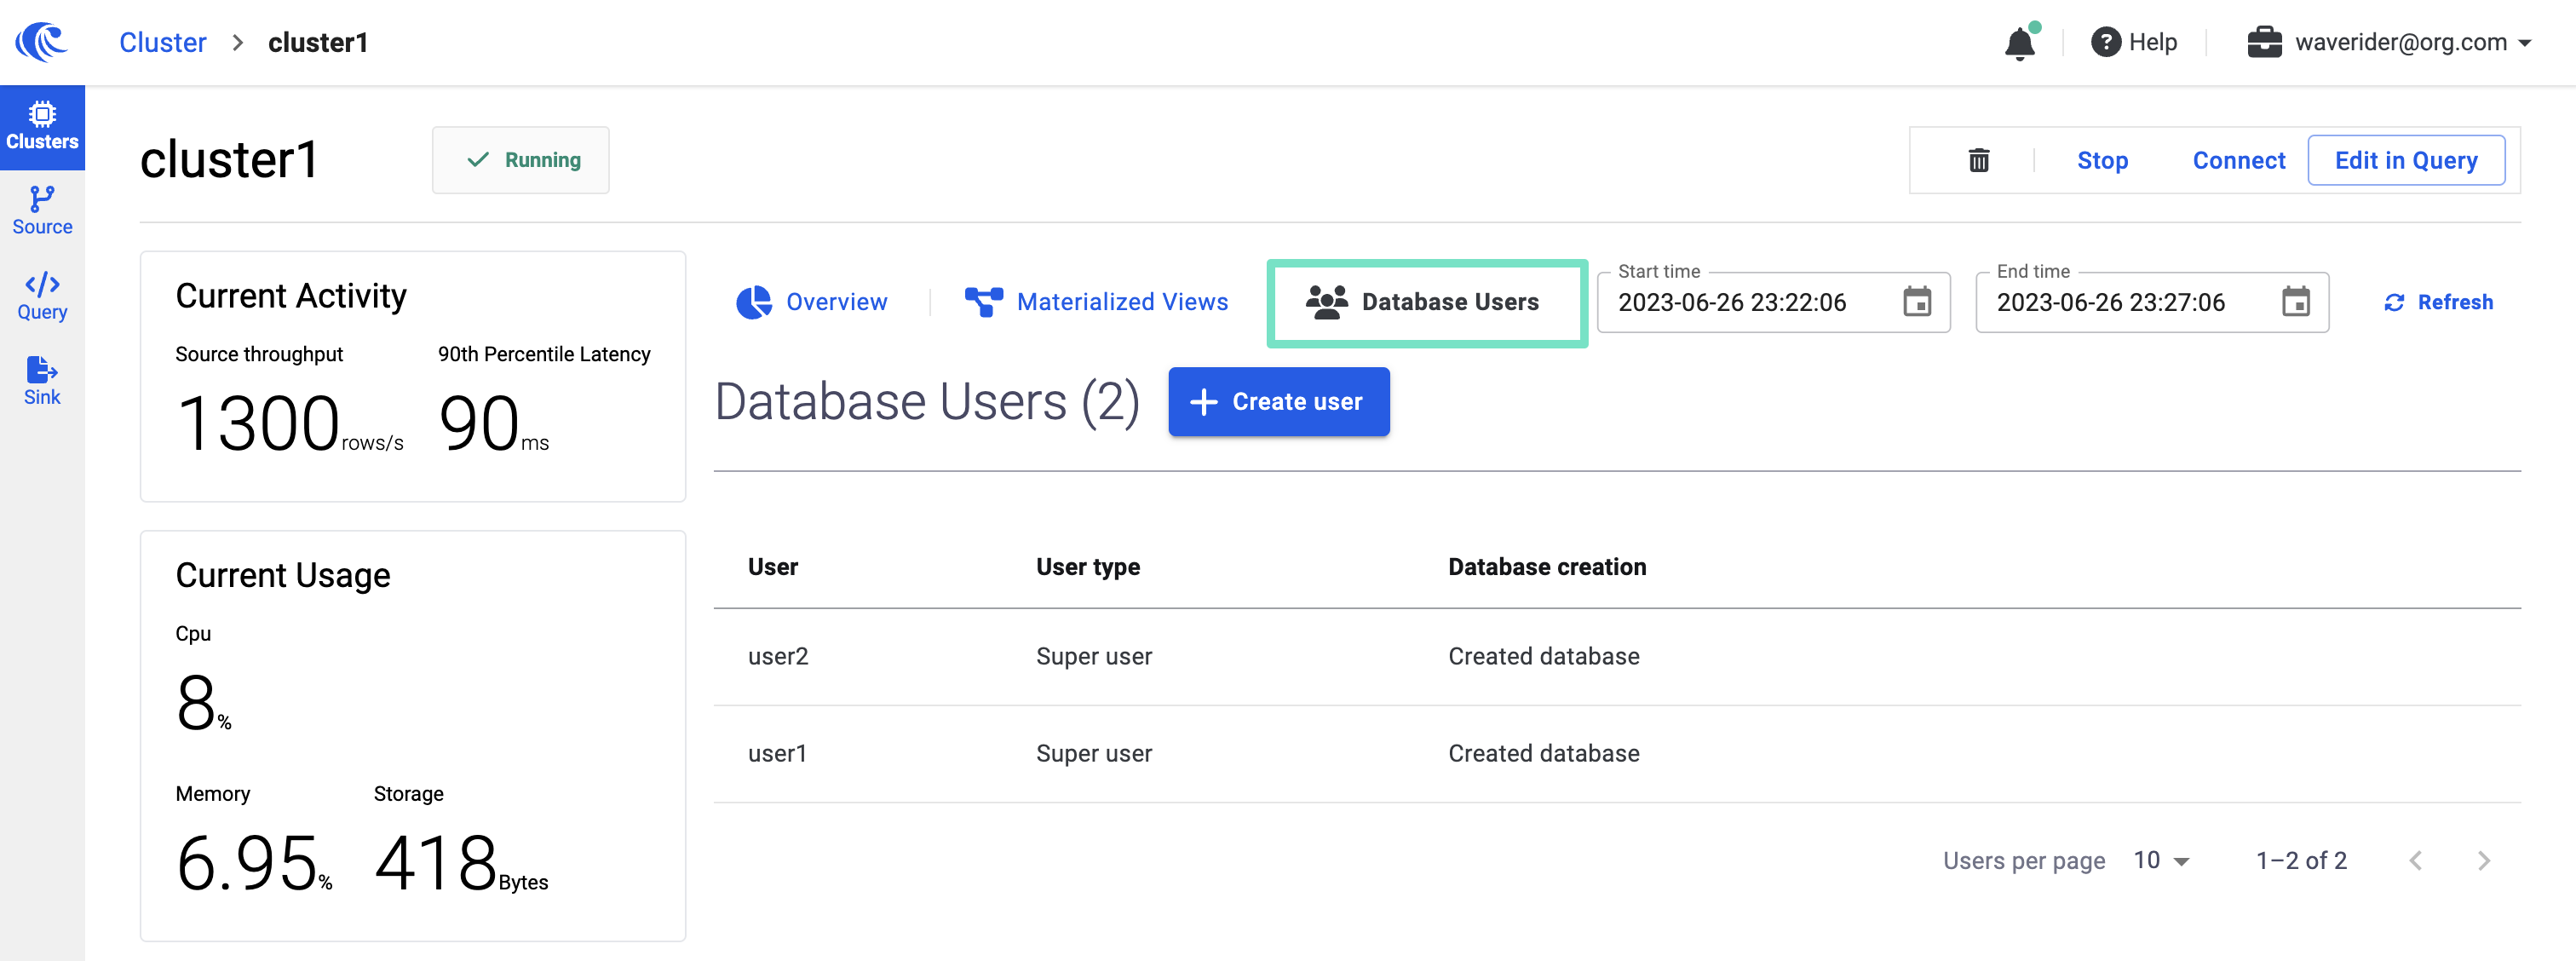 Cluster > cluster1
? Help
waverider@org.com
Clusters
Source
Query
Sink
cluster1
Running
Stop Connect Edit in Query
Current Activity
Source throughput 90th Percentile Latency
1300 rows/s 90 ms
Current Usage
Cpu
8 %
Memory Storage
6.95 % 418 Bytes
Overview Materialized Views Database Users
Start time
2023-06-26 23:22:06
End time
2023-06-26 23:27:06
Refresh
Database Users (2) + Create user
User User type Database creation
user2 Super user Created database
user1 Super user Created database
Users per page 10 1–2 of 2